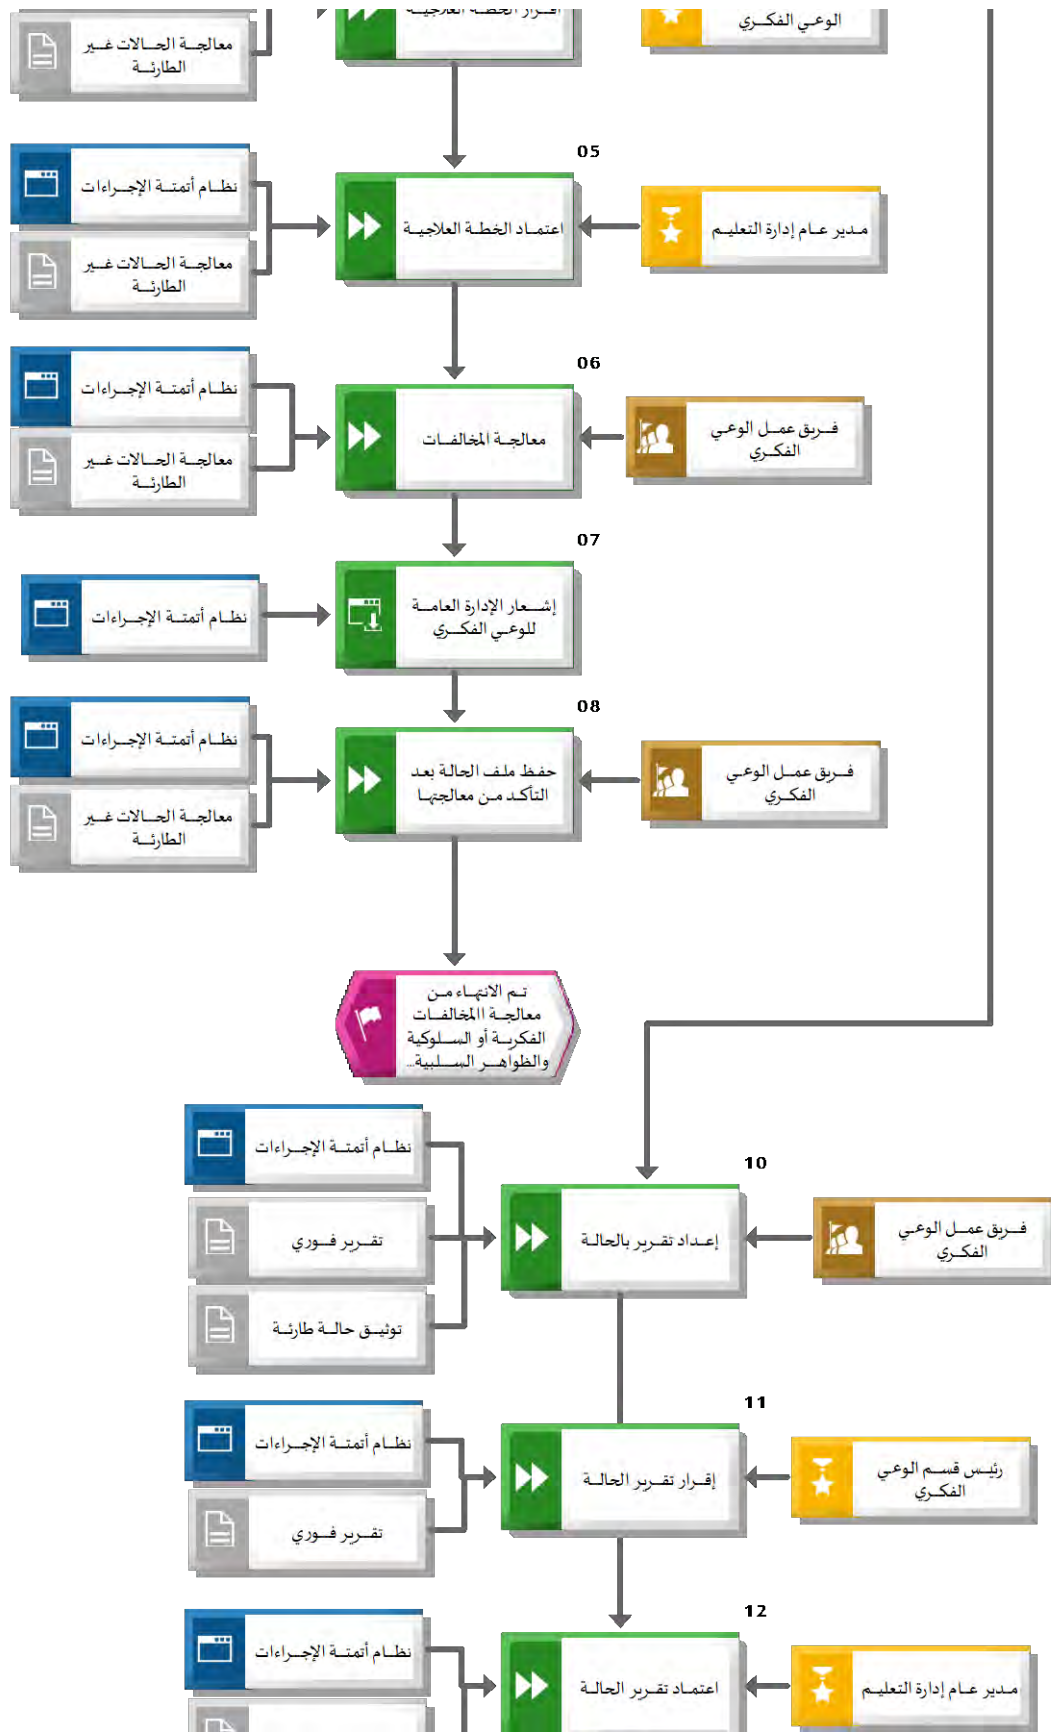 إقرار الخطة العلاجية
الوعي الفكري
معالجة الحالات غير
الطارئة
05
مدير عام إدارة التعليم
اعتماد الخطة العلاجية
نظام أتمتة الإجراءات
معالجة الحالات غير
الطارئة
06
فريق عمل الوعي
الفكري
معالجة المخالفات
نظام أتمتة الإجراءات
معالجة الحالات غير
الطارئة
07
إشعار الإدارة العامة
للوعي الفكري
نظام أتمتة الإجراءات
08
فريق عمل الوعي
الفكري
حفظ ملف الحالة بعد
التأكد من معالجتها
نظام أتمتة الإجراءات
معالجة الحالات غير
الطارئة
تم الانتهاء من
معالجة االمخالفات
الفكرية أو السلوكية
والظواهر السلبية...
10
فريق عمل الوعي
الفكري
إعداد تقرير بالحالة
نظام أتمتة الإجراءات
تقرير فوري
توثيق حالة طارئة
11
رئيس قسم الوعي
الفكري
إقرار تقرير الحالة
نظام أتمتة الإجراءات
تقرير فوري
12
مدير عام إدارة التعليم
اعتماد تقرير الحالة
نظام أتمتة الإجراءات